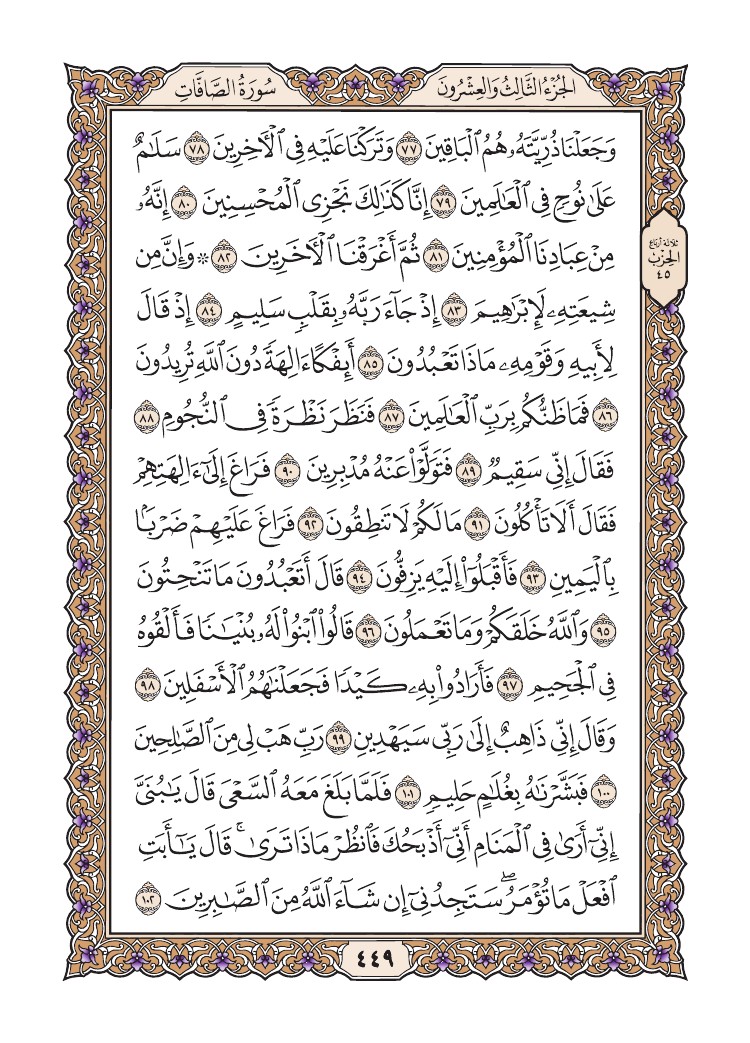 الجُزْءُ الثَّالِثُ وَالعِشْرُونَ
سُورَةُ الصَّافَّاتِ
وَجَعَلْنَا ذُرِّيَّتَهُۥ هُمُ ٱلْبَاقِينَ ٧٧ وَتَرَكْنَا عَلَيْهِ فِى ٱلْأَخِرِينَ ٧٨ سَلَٰمٌ
عَلَىٰ نُوحٍ فِى ٱلْعَٰلَمِينَ ٧٩ إِنَّا كَذَٰلِكَ نَجْزِى ٱلْمُحْسِنِينَ ٨٠ إِنَّهُۥ
مِنْ عِبَادِنَا ٱلْمُؤْمِنِينَ ٨١ ثُمَّ أَغْرَقْنَا ٱلْأَخَرِينَ ٨٢ ۞ وَإِنَّ مِن
ثلاثة أرباع
الحزب
٤٥
شِيعَتِهِۦ لَإِبْرَٰهِيمَ ٨٣ إِذْ جَآءَ رَبَّهُۥ بِقَلْبٍ سَلِيمٍ ٨٤ إِذْ قَالَ
لِأَبِيهِ وَقَوْمِهِۦ مَاذَا تَعْبُدُونَ ٨٥ أَئِفْكًا ءَالِهَةً دُونَ ٱللَّهِ تُرِيدُونَ
٨٦ فَمَا ظَنُّكُم بِرَبِّ ٱلْعَٰلَمِينَ ٨٧ فَنَظَرَ نَظْرَةً فِى ٱلنُّجُومِ ٨٨
فَقَالَ إِنِّى سَقِيمٌ ٨٩ فَتَوَلَّوْا۟ عَنْهُ مُدْبِرِينَ ٩٠ فَرَاغَ إِلَىٰٓ ءَالِهَتِهِمْ
فَقَالَ أَلَا تَأْكُلُونَ ٩١ مَا لَكُمْ لَا تَنطِقُونَ ٩٢ فَرَاغَ عَلَيْهِمْ ضَرْبًۢا
بِٱلْيَمِينِ ٩٣ فَأَقْبَلُوٓا۟ إِلَيْهِ يَزِفُّونَ ٩٤ قَالَ أَتَعْبُدُونَ مَا تَنْحِتُونَ
٩٥ وَٱللَّهُ خَلَقَكُمْ وَمَا تَعْمَلُونَ ٩٦ قَالُوا۟ ٱبْنُوا۟ لَهُۥ بُنْيَٰنًا فَأَلْقُوهُ
فِى ٱلْجَحِيمِ ٩٧ فَأَرَادُوا۟ بِهِۦ كَيْدًا فَجَعَلْنَٰهُمُ ٱلْأَسْفَلِينَ ٩٨
وَقَالَ إِنِّى ذَاهِبٌ إِلَىٰ رَبِّى سَيَهْدِينِ ٩٩ رَبِّ هَبْ لِى مِنَ ٱلصَّٰلِحِينَ
١٠٠ فَبَشَّرْنَٰهُ بِغُلَٰمٍ حَلِيمٍ ١٠١ فَلَمَّا بَلَغَ مَعَهُ ٱلسَّعْىَ قَالَ يَٰبُنَىَّ
إِنِّىٓ أَرَىٰ فِى ٱلْمَنَامِ أَنِّىٓ أَذْبَحُكَ فَٱنظُرْ مَاذَا تَرَىٰ ۚ قَالَ يَٰٓأَبَتِ
ٱفْعَلْ مَا تُؤْمَرُ ۖ سَتَجِدُنِىٓ إِن شَآءَ ٱللَّهُ مِنَ ٱلصَّٰبِرِينَ ١٠٢
٤٤٩